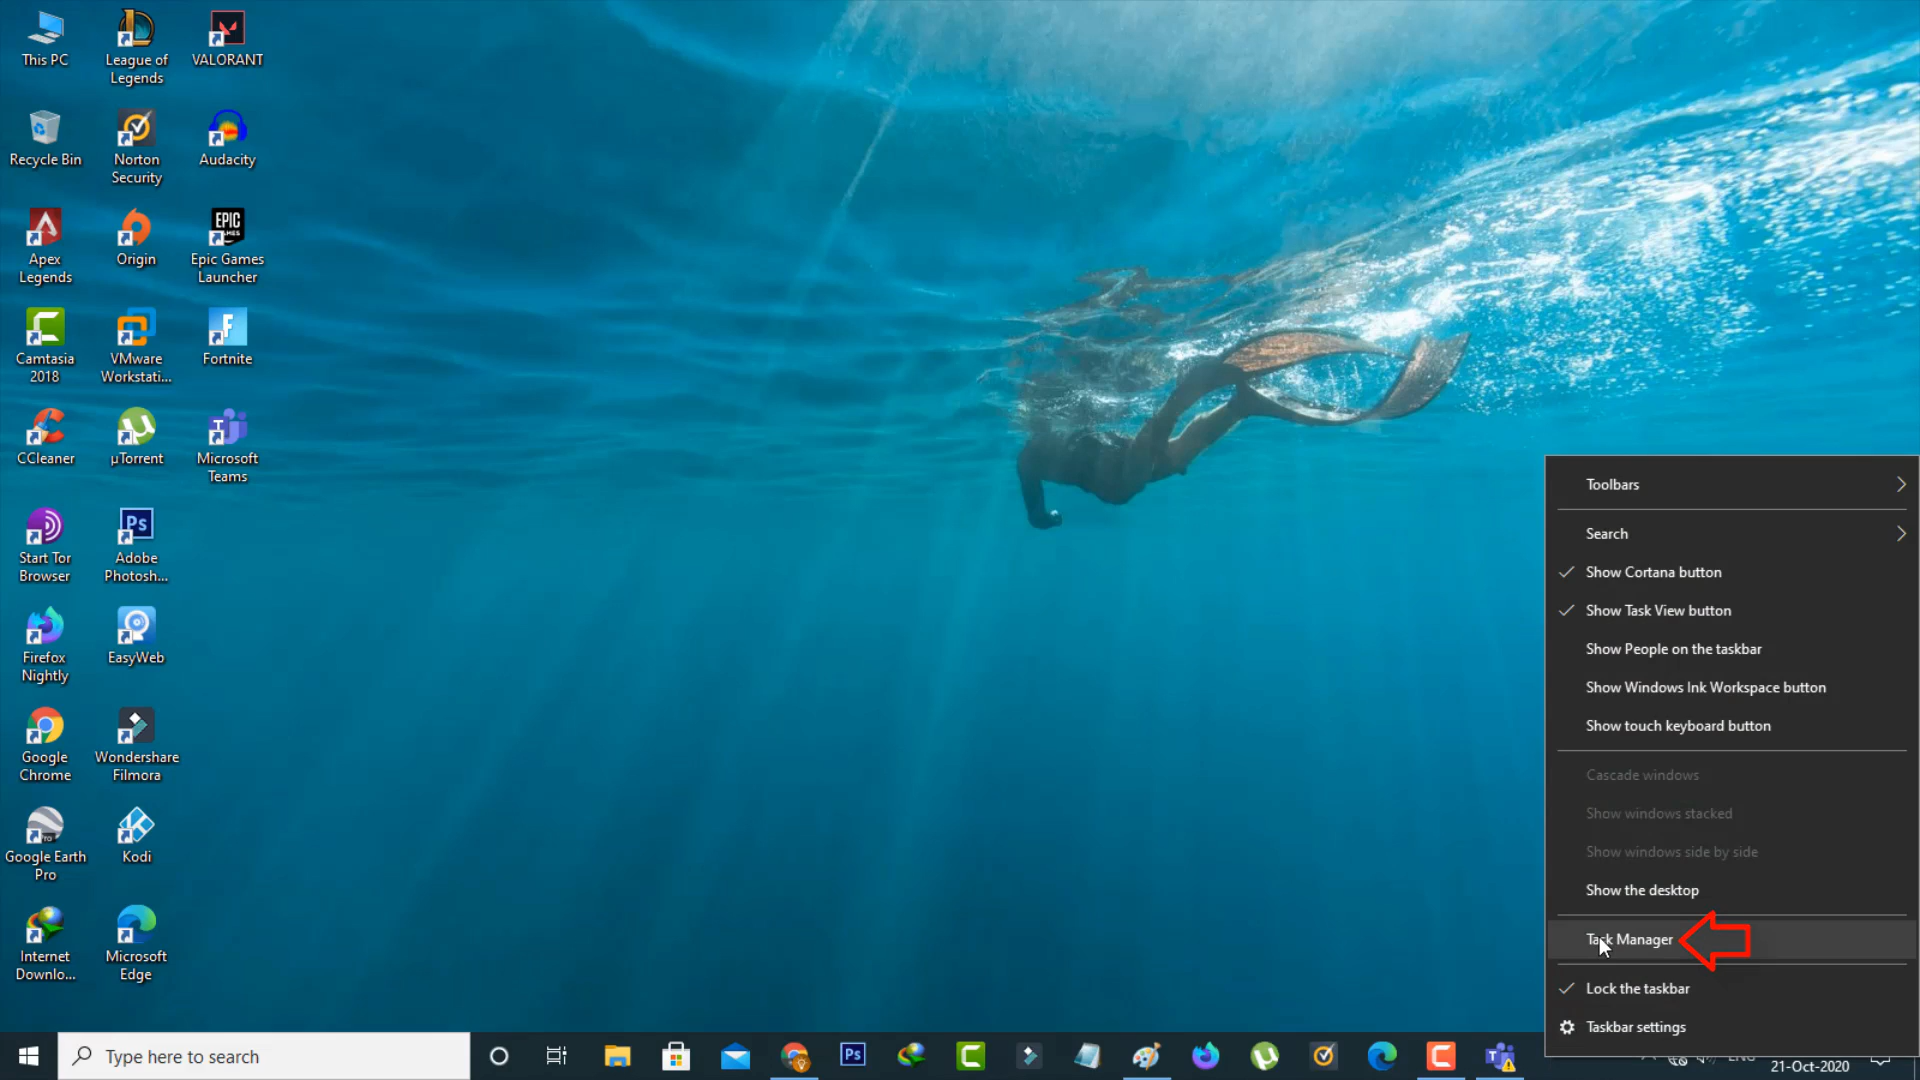 This PC
League of
Legends
VALORANT
Recycle Bin
Norton
Security
Audacity
Apex
Legends
Origin
EPIC
GAMES
Epic Games
Launcher
Camtasia
2018
VMware
Workstati...
Fortnite
CCleaner
µTorrent
Microsoft
Teams
Start Tor
Browser
Ps
Adobe
Photosh...
Firefox
Nightly
EasyWeb
Google
Chrome
Wondershare
Filmora
Google Earth
Pro
Kodi
Internet
Downlo...
Microsoft
Edge
Toolbars
Search
Show Cortana button
Show Task View button
Show People on the taskbar
Show Windows Ink Workspace button
Show touch keyboard button
Cascade windows
Show windows stacked
Show windows side by side
Show the desktop
Task Manager
Lock the taskbar
Taskbar settings
Type here to search
Ps
ENG
21-Oct-2020